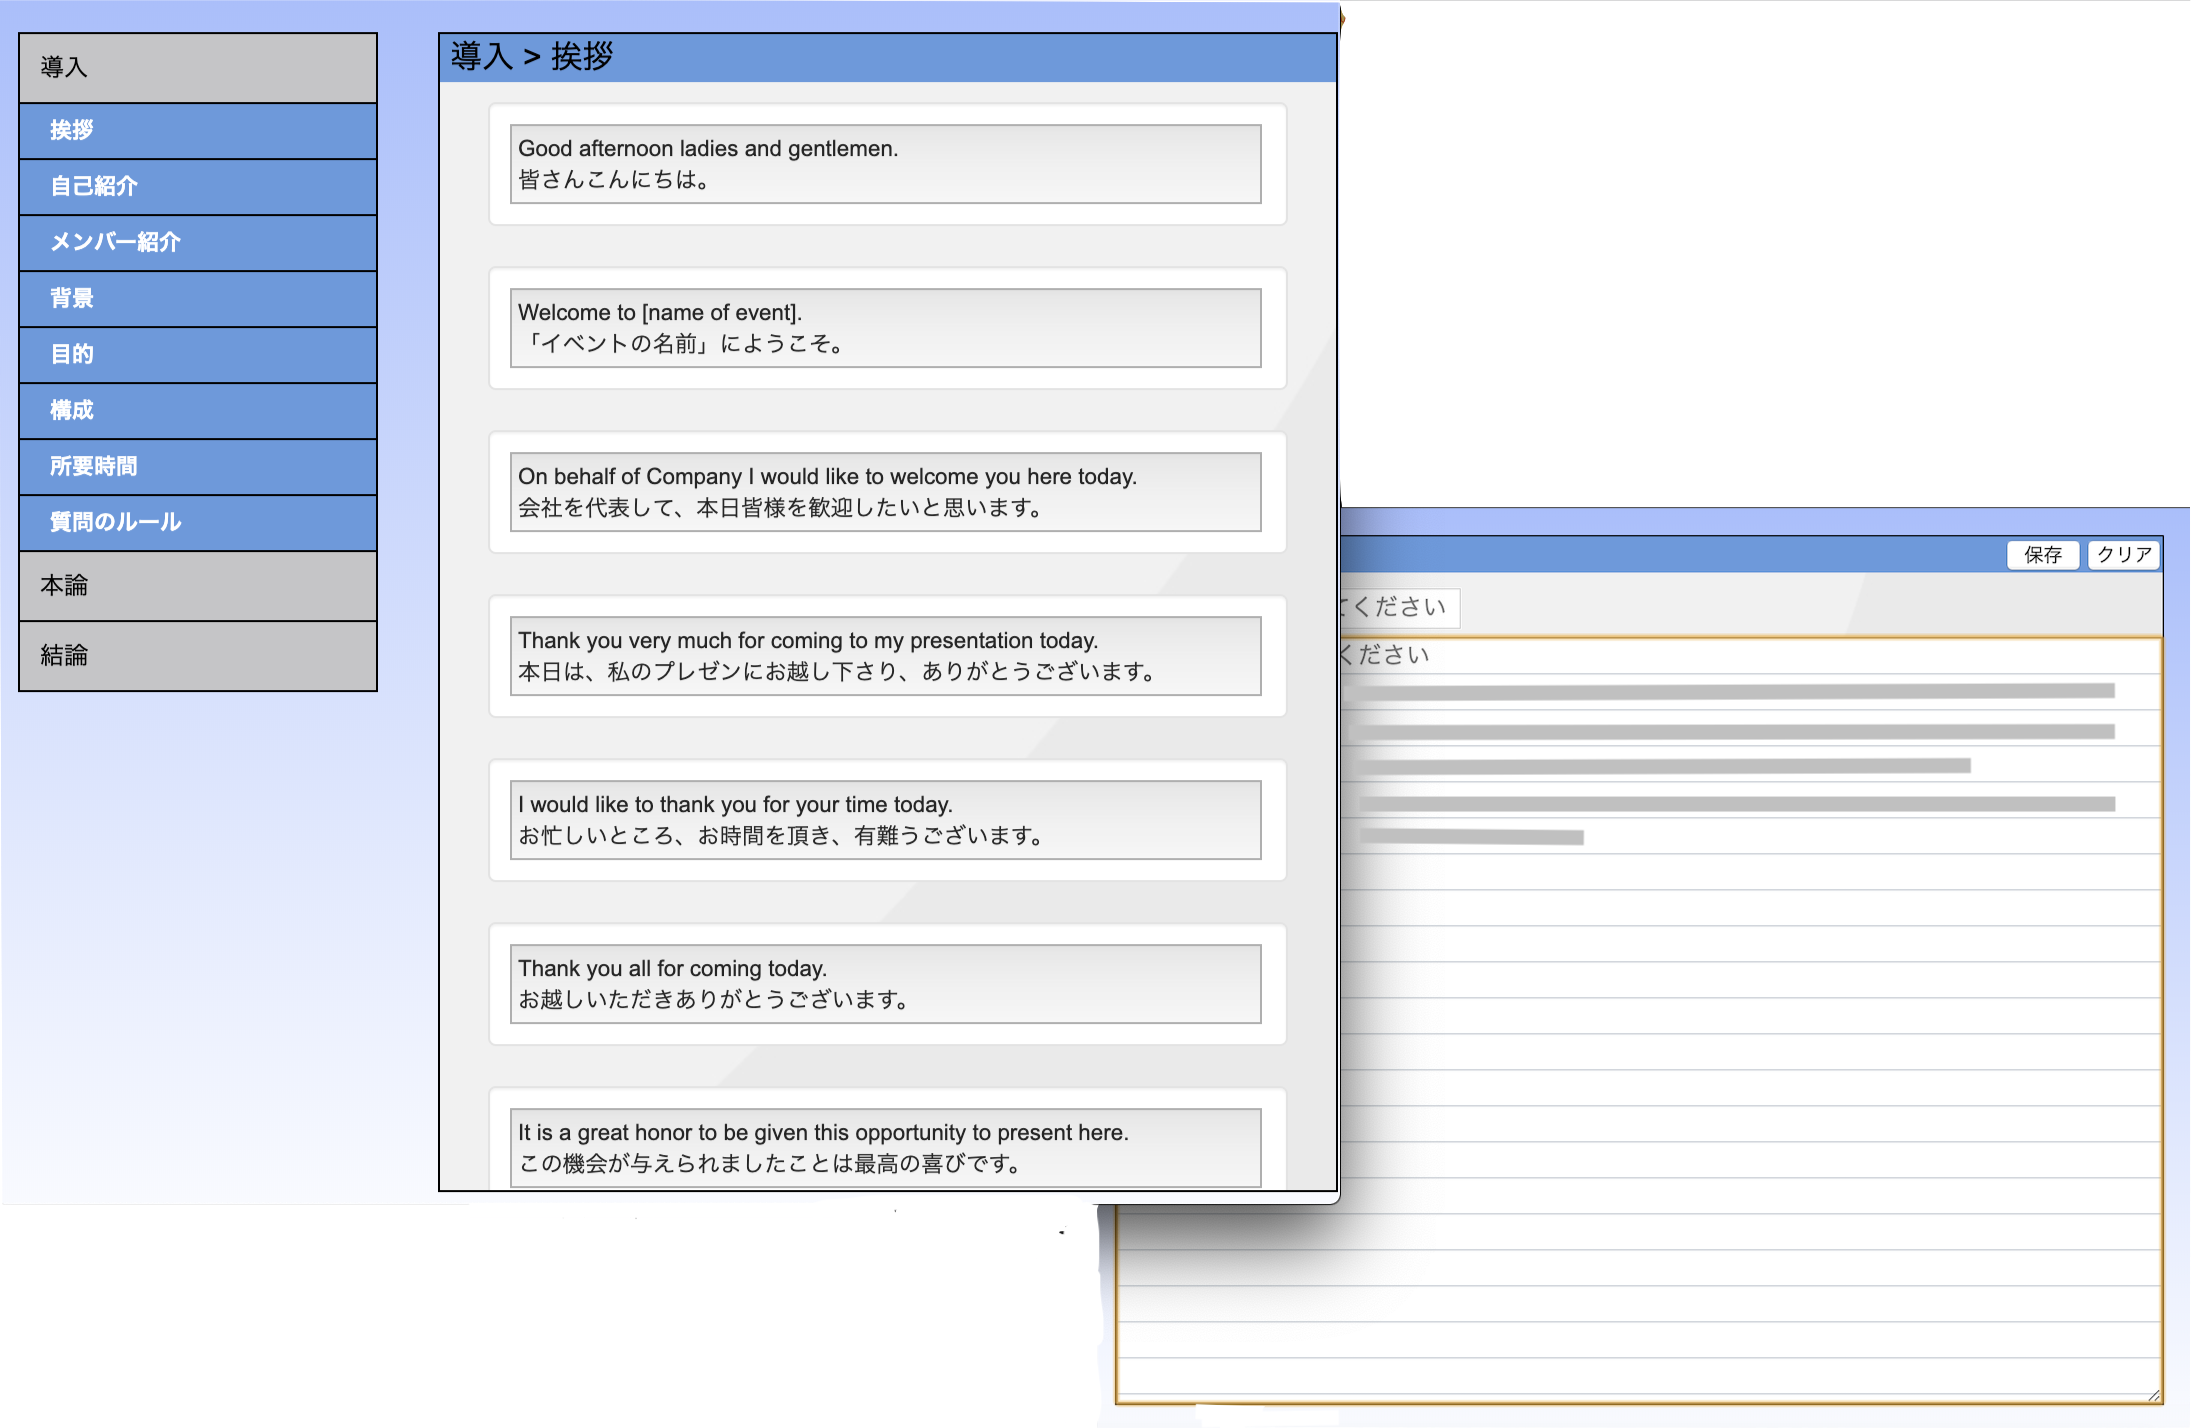 導入
挨拶
自己紹介
メンバー紹介
背景
目的
構成
所要時間
質問のルール
本論
結論
導入 > 挨拶
Good afternoon ladies and gentlemen.
皆さんこんにちは。
Welcome to [name of event].
「イベントの名前」にようこそ。
On behalf of Company I would like to welcome you here today.
会社を代表して、本日皆様を歓迎したいと思います。
Thank you very much for coming to my presentation today.
本日は、私のプレゼンにお越し下さり、ありがとうございます。
I would like to thank you for your time today.
お忙しいところ、お時間を頂き、有難うございます。
Thank you all for coming today.
お越しいただきありがとうございます。
It is a great honor to be given this opportunity to present here.
この機会が与えられましたことは最高の喜びです。
保存 クリア
てください
ください